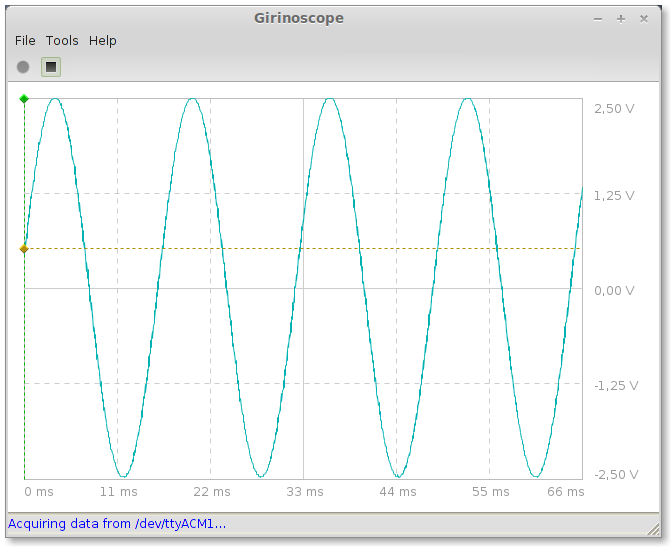 Girinoscope
File Tools Help
2,50 V
1,25 V
0,00 V
-1,25 V
-2,50 V
0 ms 11 ms 22 ms 33 ms 44 ms 55 ms 66 ms
Acquiring data from /dev/ttyACM1...